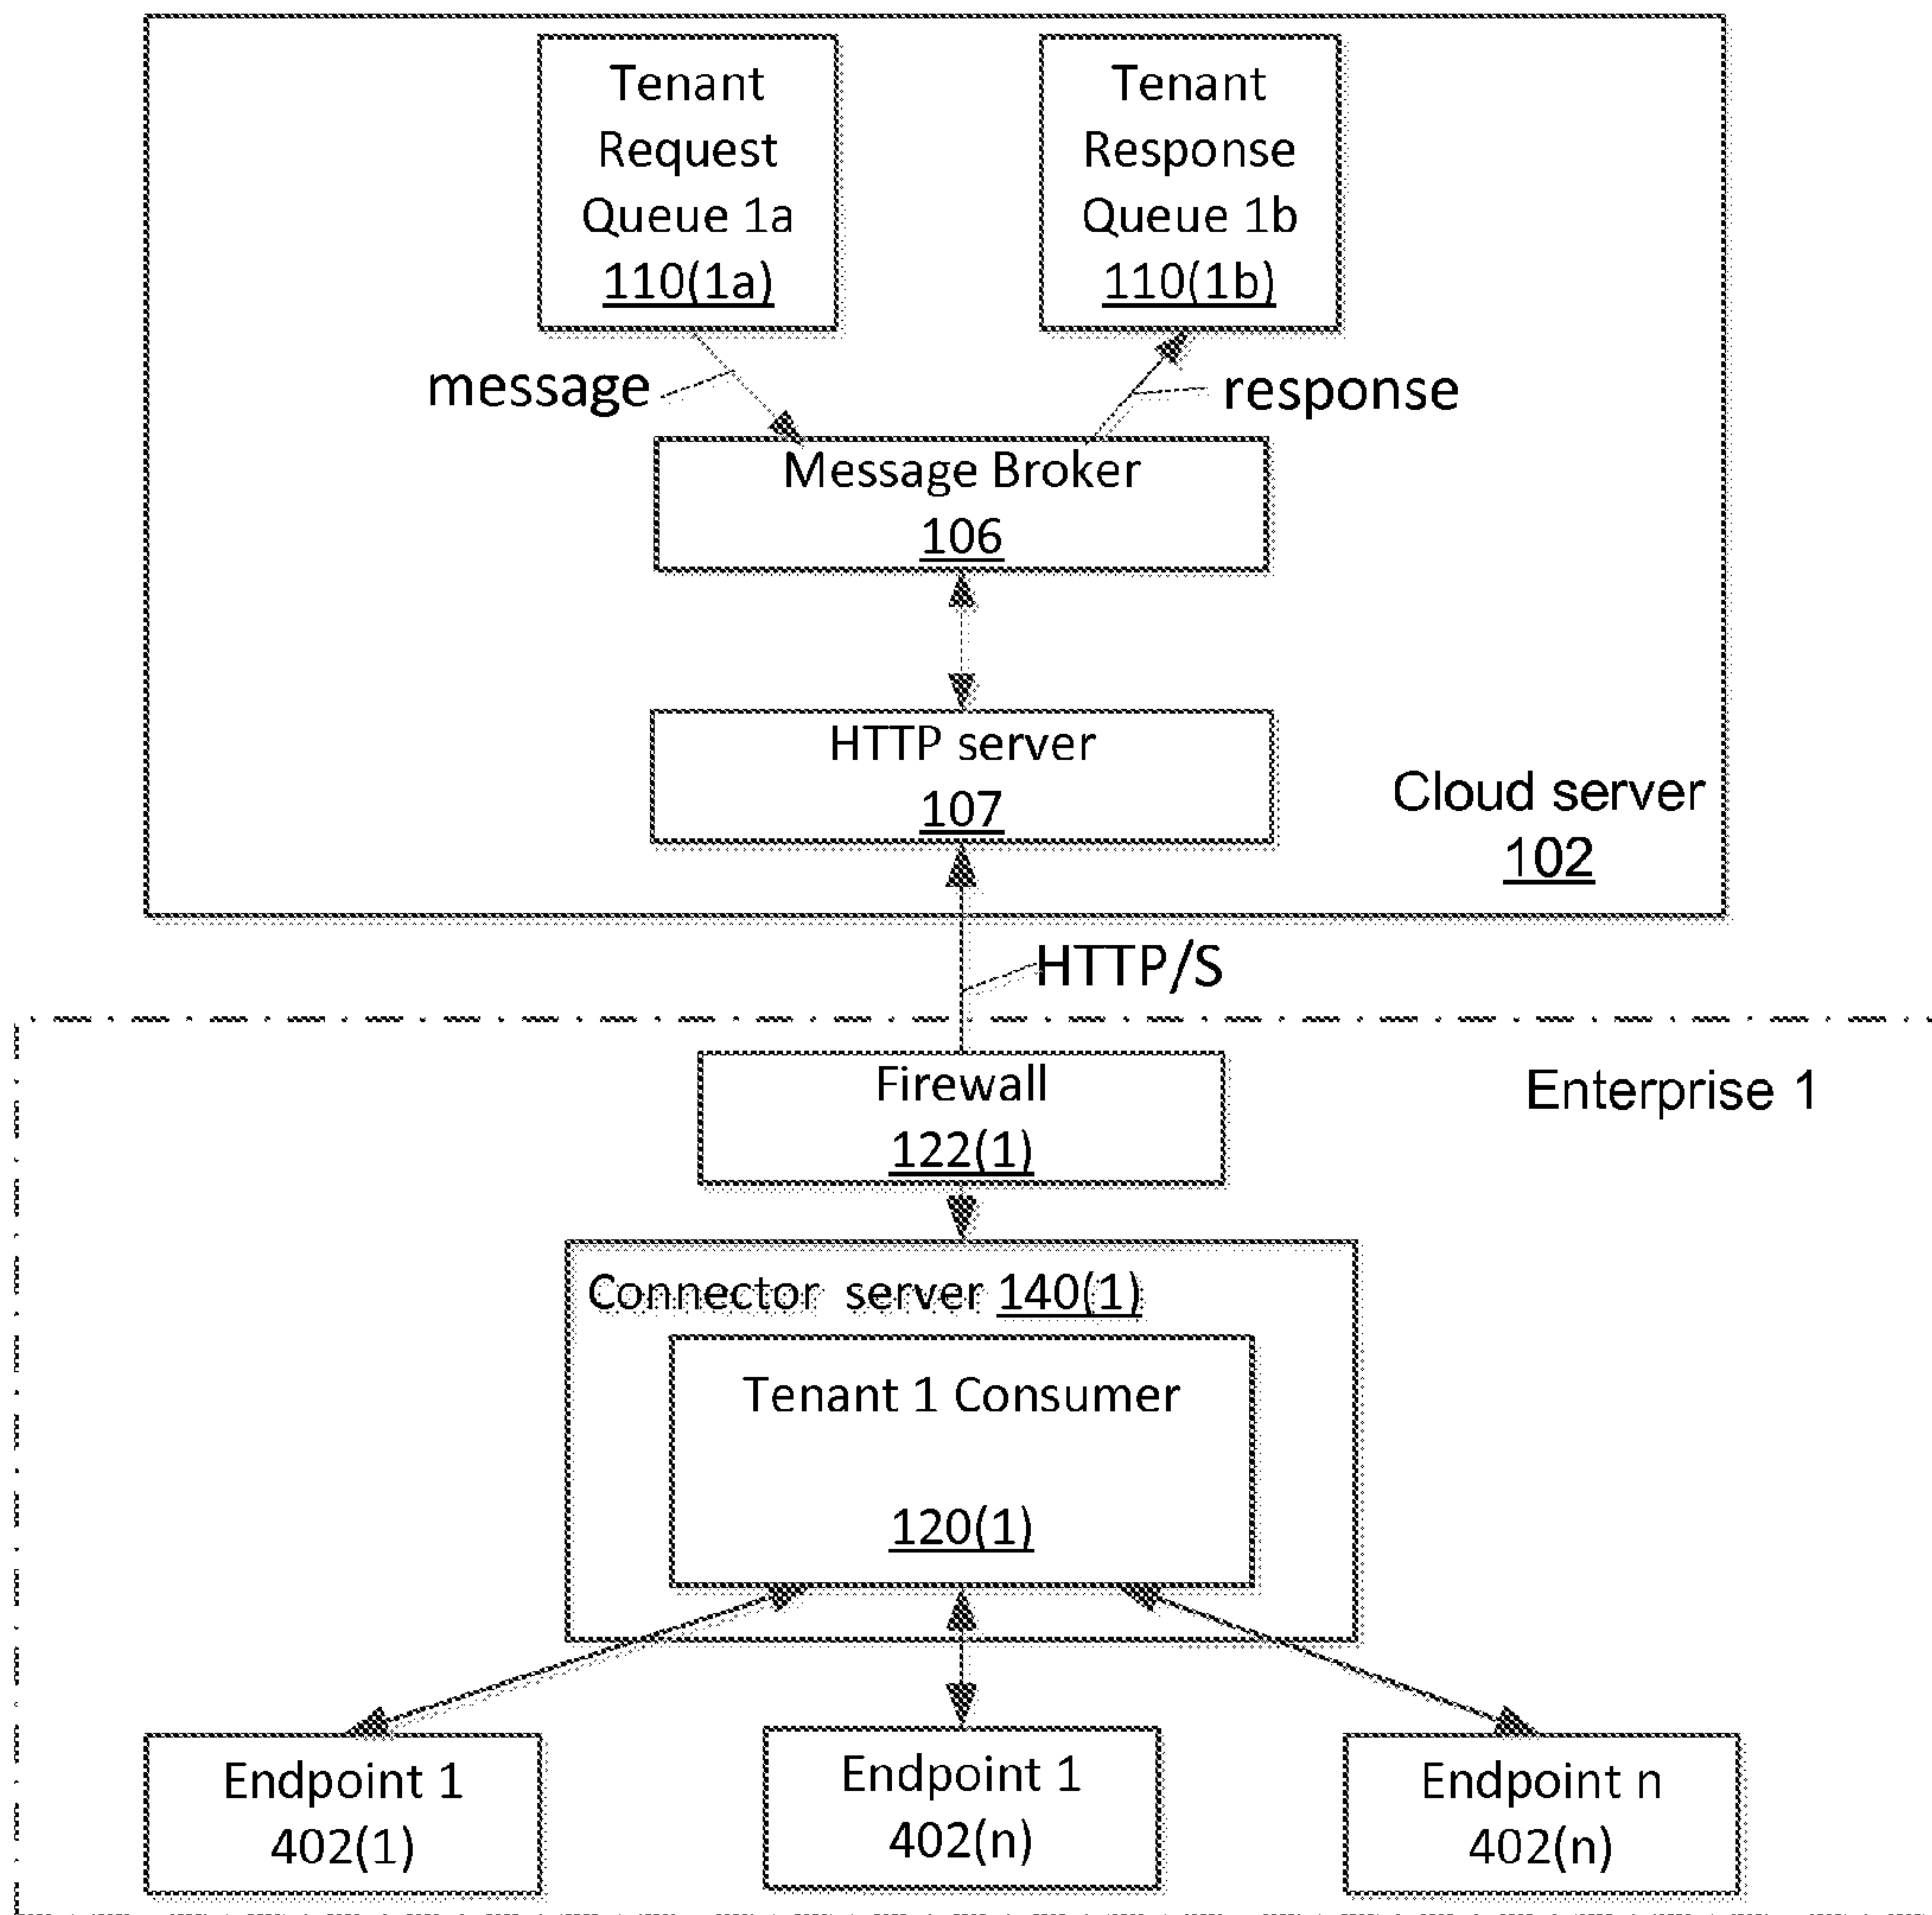 Tenant
Request
Queue 1a
110(1a)
Tenant
Response
Queue 1b
110(1b)
message
response
Message Broker
106
HTTP server
107
Cloud server
102
HTTP/S
Firewall
122(1)
Enterprise 1
Connector server 140(1)
Tenant 1 Consumer
120(1)
Endpoint 1
402(1)
Endpoint 1
402(n)
Endpoint n
402(n)